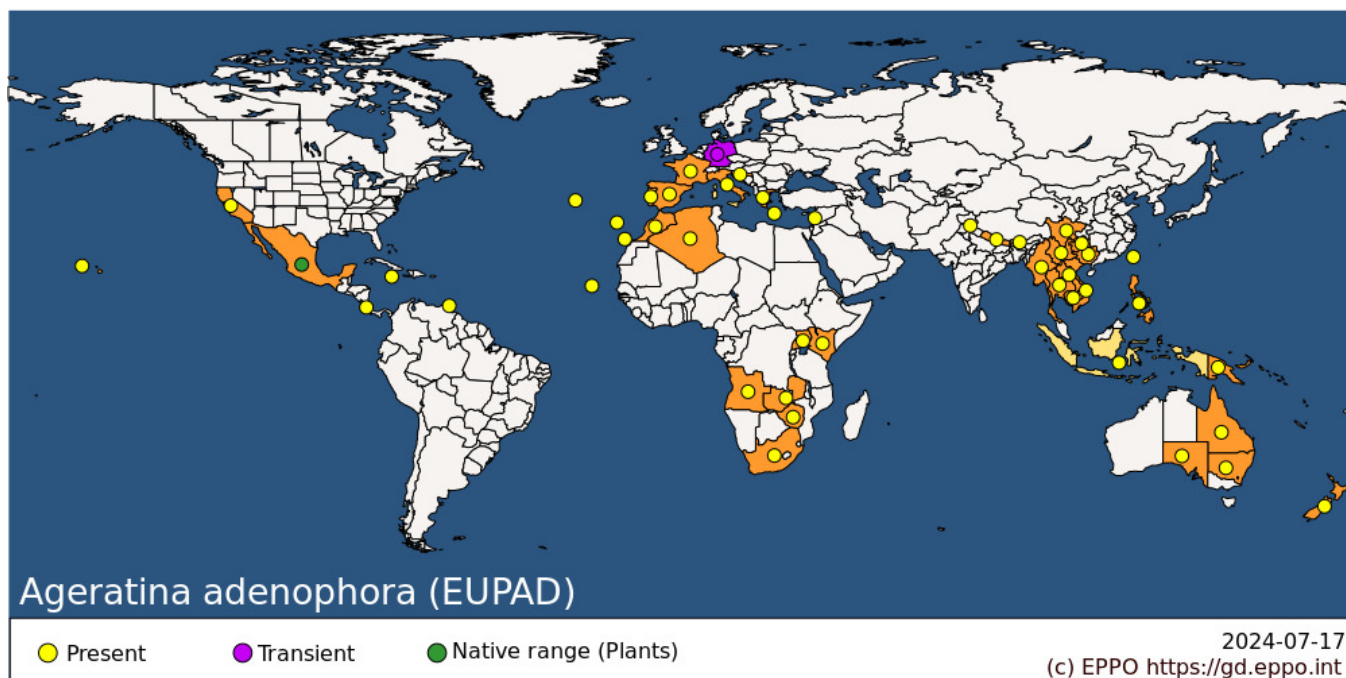 Ageratina adenophora (EUPAD)
Present
Transient
Native range (Plants)
2024-07-17
(c) EPPO https://gd.eppo.int